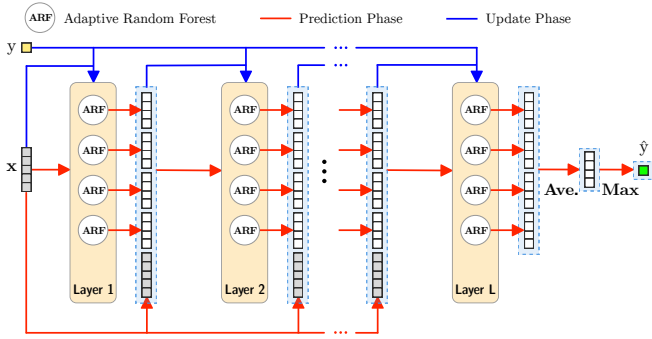 ARF Adaptive Random Forest Prediction Phase Update Phase
y
...
...
ARF ARF ARF
ARF ARF ARF
ŷ
x
ARF ARF ARF
Ave. Max
ARF ARF ARF
Layer 1 Layer 2 Layer L
...